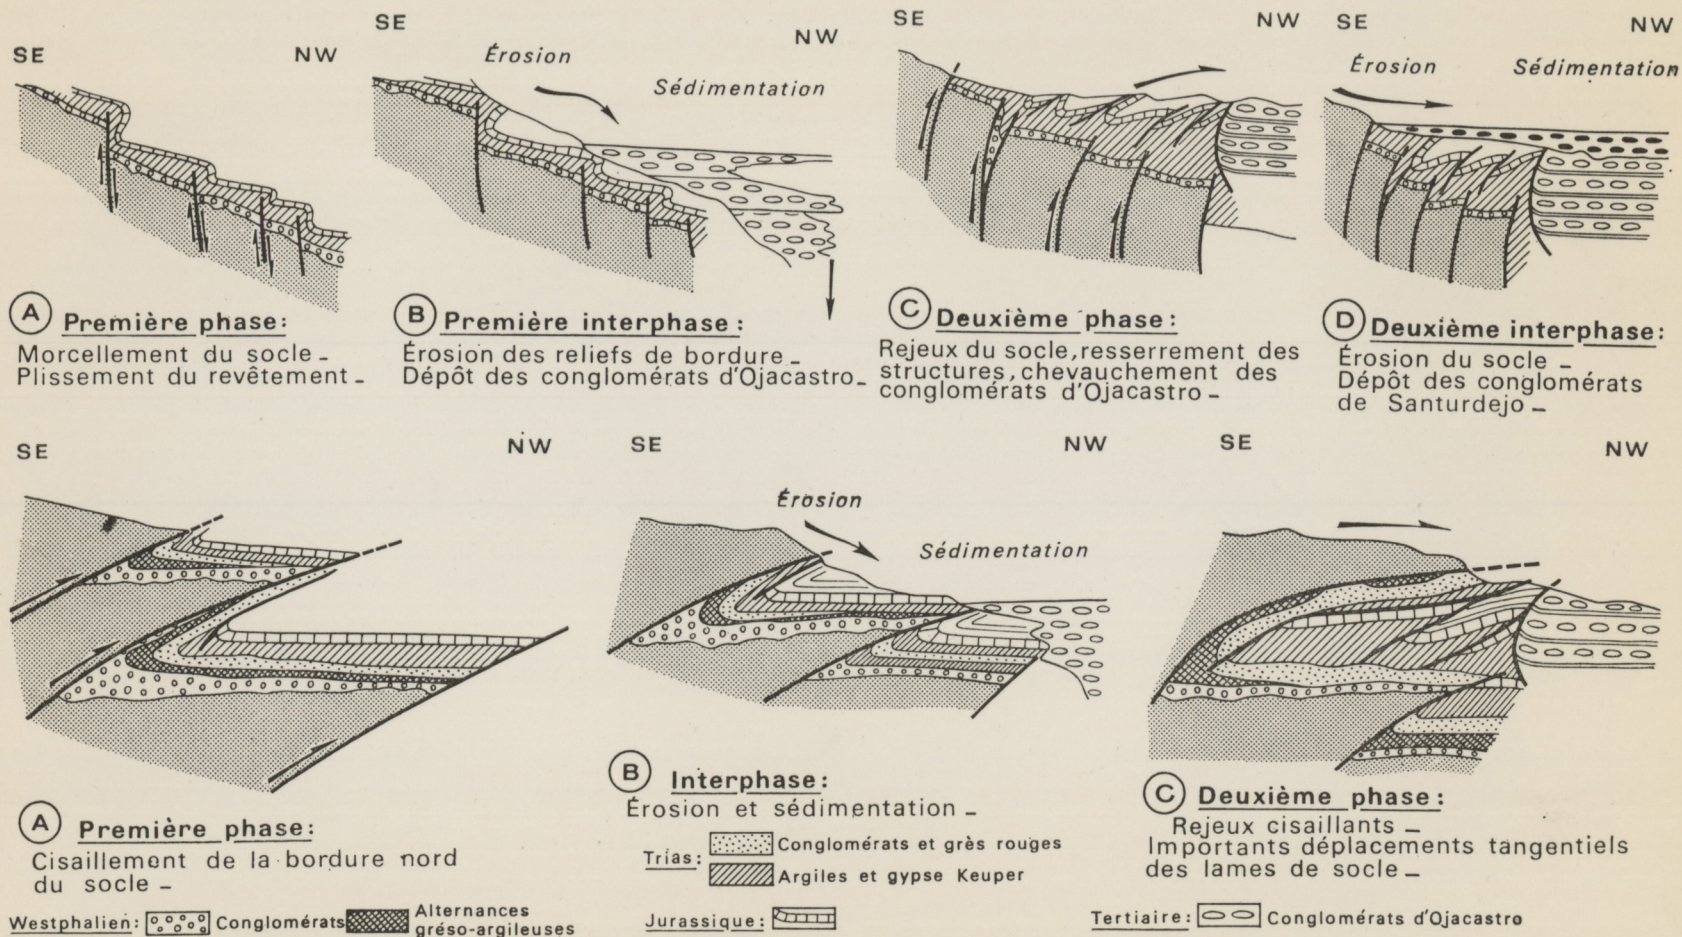 SE
NW
A Première phase:
Morcellement du socle –
Plissement du revêtement –
SE
NW
Érosion
Sédimentation
B Première interphase:
Érosion des reliefs de bordure –
Dépôt des conglomérats d'Ojacastro –
SE
NW
C Deuxième phase:
Rejeux du socle, resserrement des
structures, chevauchement des
conglomérats d'Ojacastro –
SE
NW
Érosion
Sédimentation
D Deuxième interphase:
Érosion du socle –
Dépôt des conglomérats
de Santurdejo –
SE
NW
A Première phase:
Cisaillement de la bordure nord
du socle –
SE
NW
Érosion
Sédimentation
B Interphase:
Érosion et sédimentation –
SE
NW
C Deuxième phase:
Rejeux cisaillants –
Importants déplacements tangentiels
des lames de socle –
Trias: Conglomérats et grès rouges
Argiles et gypse Keuper
Westphalien: Conglomérats Alternances
gréso-argileuses
Jurassique:
Tertiaire: Conglomérats d'Ojacastro